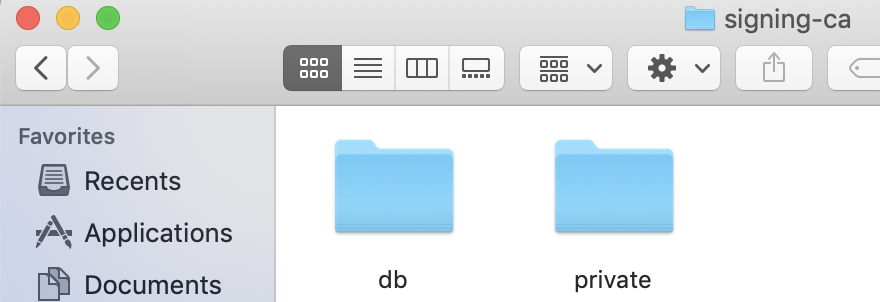 signing-ca
Favorites
Recents
Applications
Documents
db
private